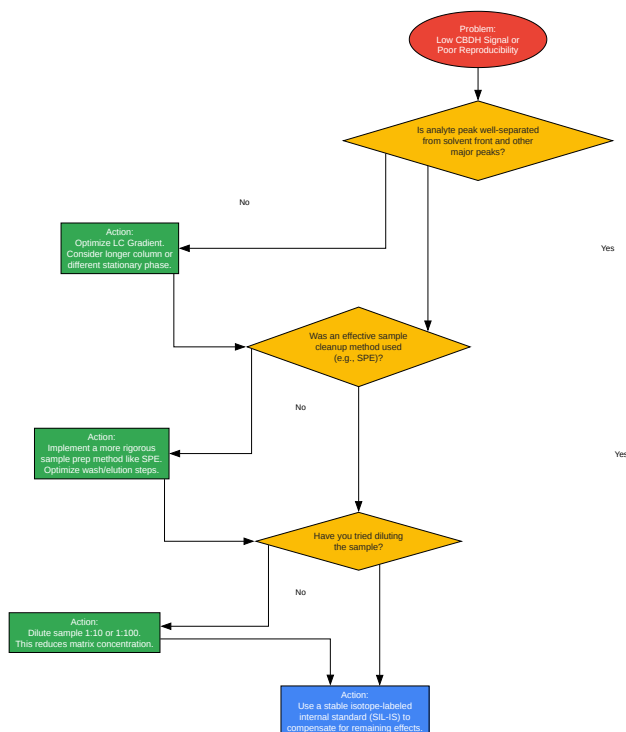 Problem:
Low CBDH Signal or
Poor Reproducibility
Is analyte peak well-separated
from solvent front and other
major peaks?
No
Yes
Action:
Optimize LC Gradient.
Consider longer column or
different stationary phase.
Was an effective sample
cleanup method used
(e.g., SPE)?
No
Yes
Action:
Implement a more rigorous
sample prep method like SPE.
Optimize wash/elution steps.
Have you tried diluting
the sample?
No
Action:
Dilute sample 1:10 or 1:100.
This reduces matrix concentration.
Action:
Use a stable isotope-labeled
internal standard (SIL-IS) to
compensate for remaining effects.